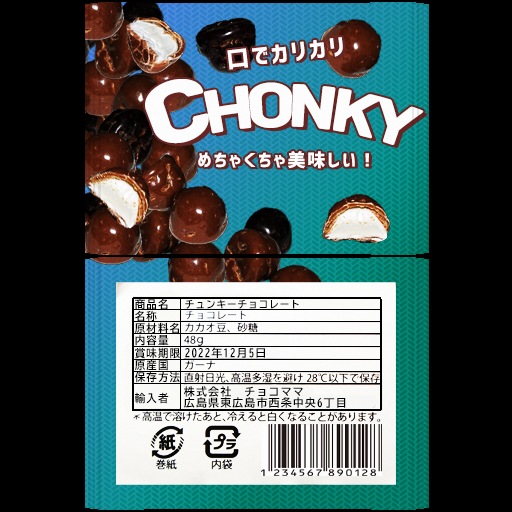 口でカリカリ
CHONKY
めちゃくちゃ美味しい！
商品名 チュンキーチョコレート
名称 チョコレート
原材料名 カカオ豆、砂糖
内容量 48g
賞味期限 2022年12月5日
原産国 ガーナ
保存方法 直射日光、高温多湿を避け28℃以下で保存
輸入者 株式会社 チョコママ
広島県東広島市西条中央6丁目
*高温で溶けたあと、冷えると白くなることがあります。
紙 プラ
巻紙 内袋
1 234567 890128